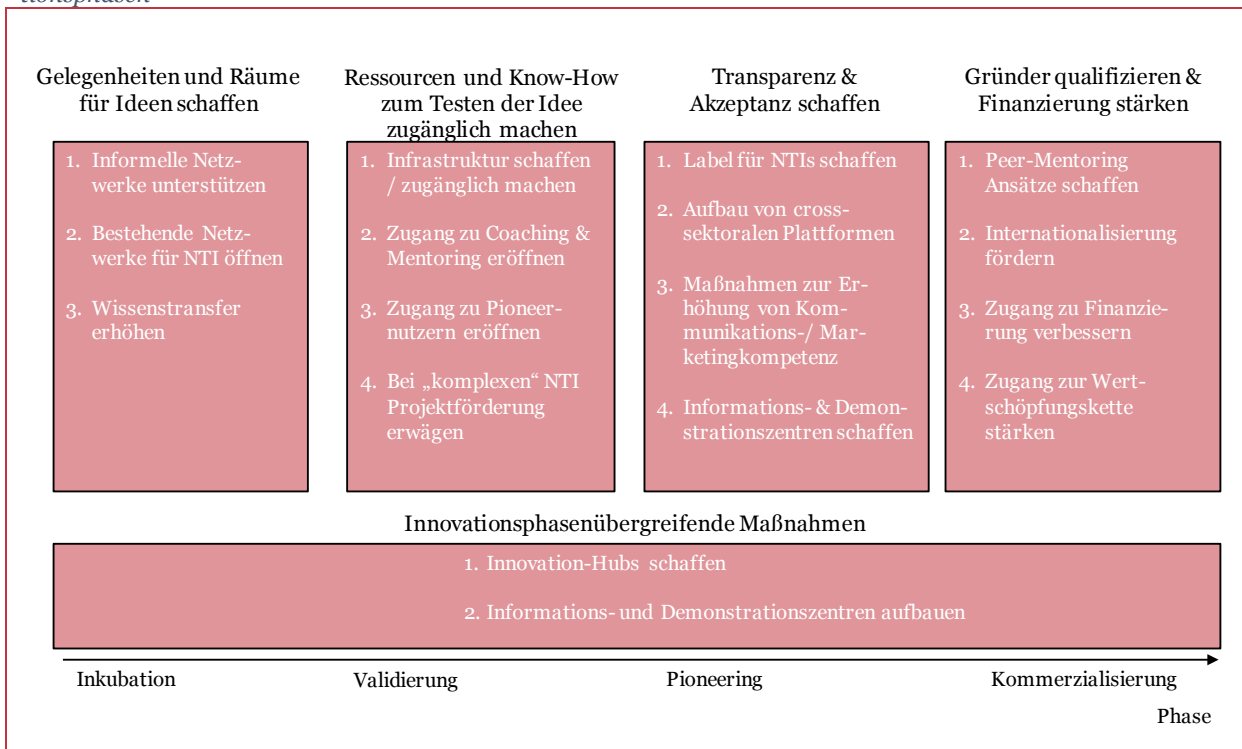 tionsphasen
Gelegenheiten und Räume
für Ideen schaffen
1. Informelle Netz-
werke unterstützen
2. Bestehende Netz-
werke für NTI öffnen
3. Wissenstransfer
erhöhen
Ressourcen und Know-How
zum Testen der Idee
zugänglich machen
1. Infrastruktur schaffen
/ zugänglich machen
2. Zugang zu Coaching &
Mentoring eröffnen
3. Zugang zu Pioneer-
nutzern eröffnen
4. Bei „komplexen“ NTI
Projektförderung
erwägen
Transparenz &
Akzeptanz schaffen
1. Label für NTIs schaffen
2. Aufbau von cross-
sektoralen Plattformen
3. Maßnahmen zur Er-
höhung von Kom-
munikations-/ Mar-
ketingkompetenz
4. Informations- & Demon-
strationszentren schaffen
Gründer qualifizieren &
Finanzierung stärken
1. Peer-Mentoring
Ansätze schaffen
2. Internationalisierung
fördern
3. Zugang zu Finanzie-
rung verbessern
4. Zugang zur Wert-
schöpfungskette
stärken
Innovationsphasenübergreifende Maßnahmen
1. Innovation-Hubs schaffen
2. Informations- und Demonstrationszentren aufbauen
Inkubation
Validierung
Pioneering
Kommerzialisierung
Phase